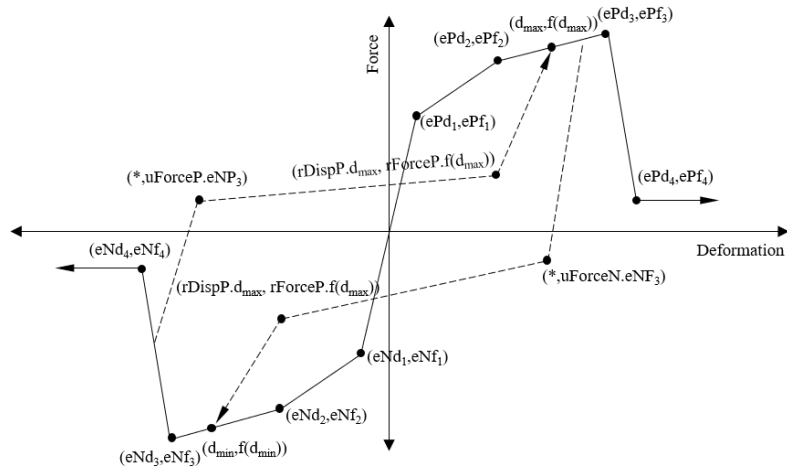 (ePd3,ePf3)
(dmax,f(dmax))
(ePd2,ePf2)
Force
(ePd1,ePf1)
(rDispP.dmax, rForceP.f(dmax))
(*,uForceP.eNP3)
(ePd4,ePf4)
Deformation
(eNd4,eNf4)
(*,uForceN.eNF3)
(rDispP.dmax, rForceP.f(dmax))
(eNd1,eNf1)
(eNd2,eNf2)
(dmin,f(dmin))
(eNd3,eNf3)